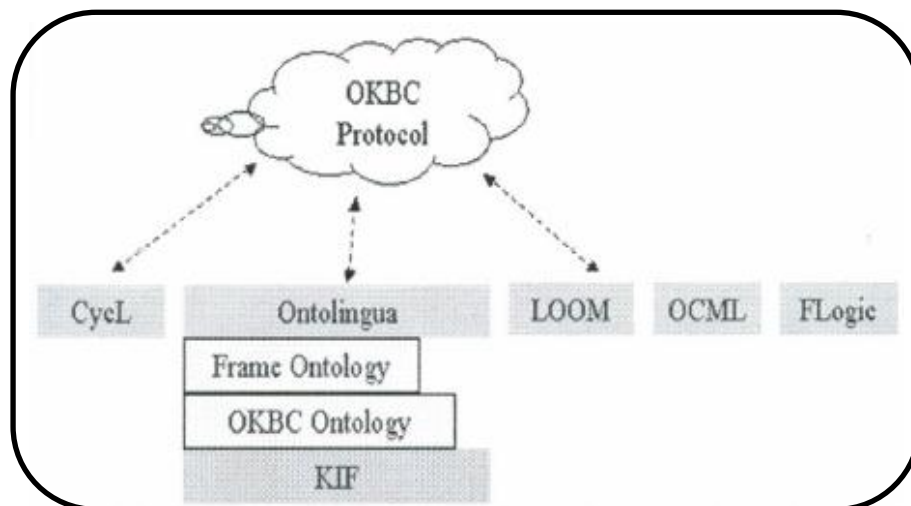 OKBC
Protocol
CycL
Ontolingua
LOOM
OCML
FLogic
Frame Ontology
OKBC Ontology
KIF